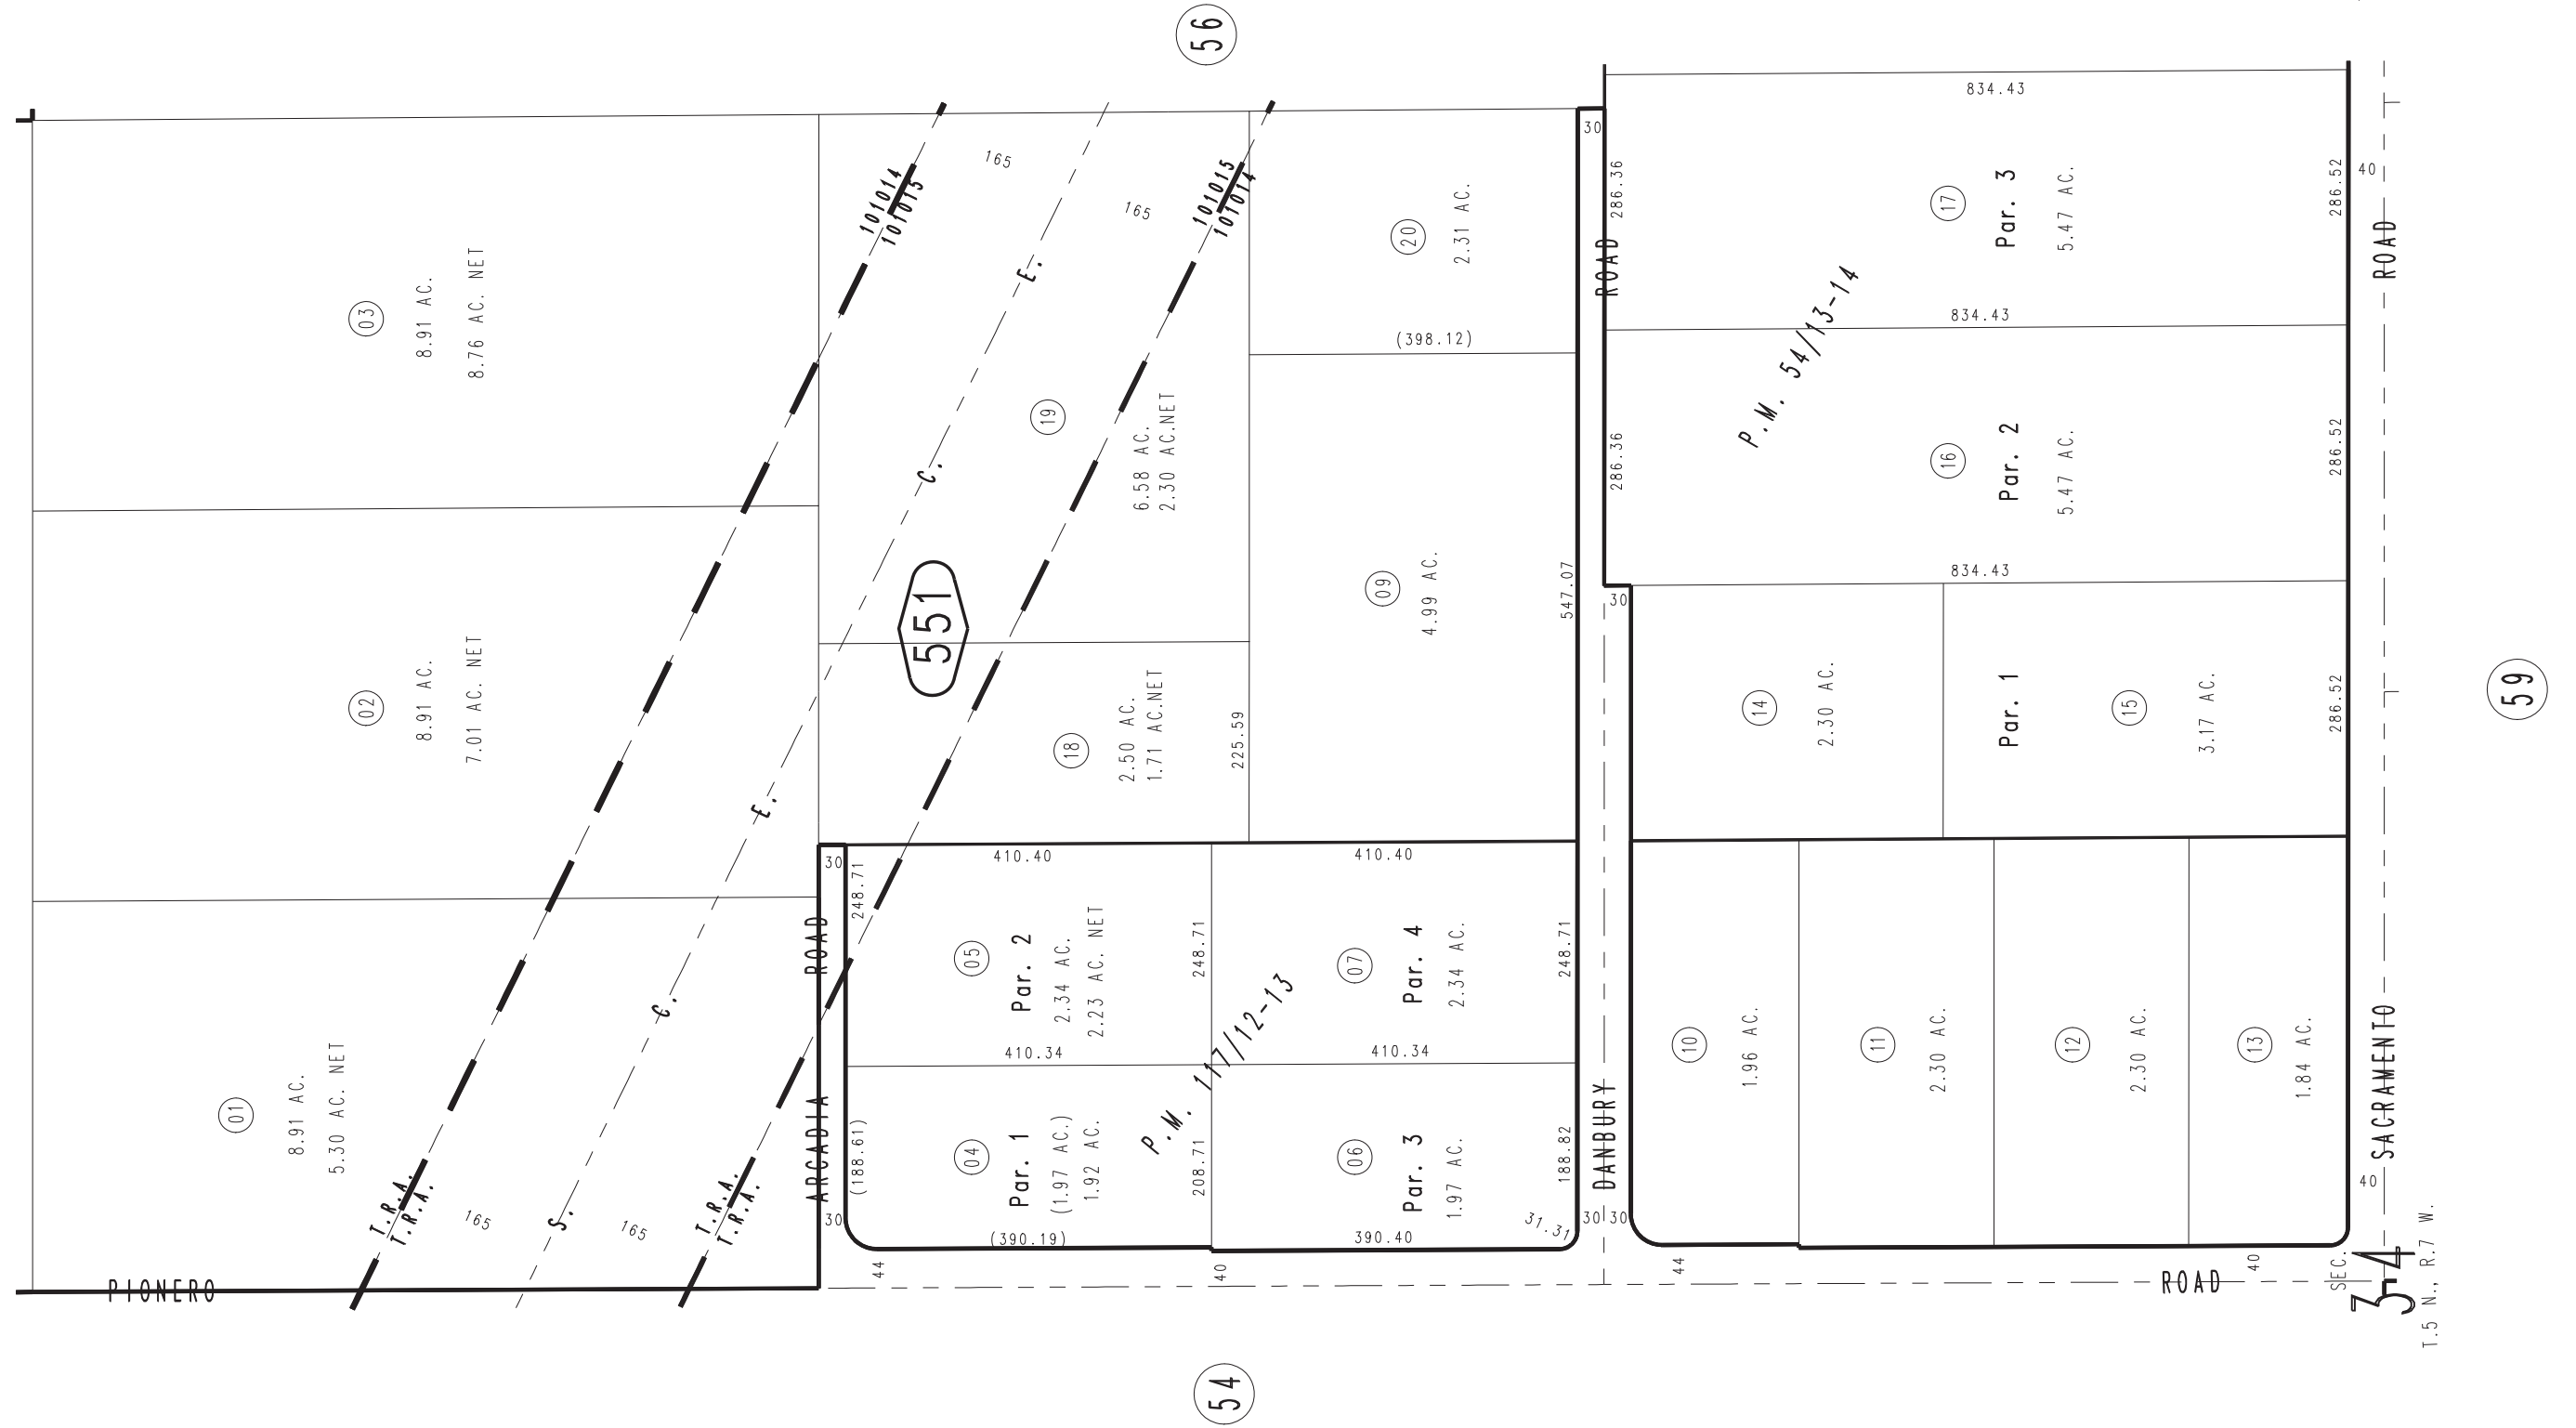 56
03
8.91 AC.
8.76 AC. NET
02
8.91 AC.
7.01 AC. NET
01
8.91 AC.
5.30 AC. NET
PIONERO
T.R.A.
T.R.A.
101014
101015
165
165
S. C. E. C. E.
165
165
T.R.A.
T.R.A.
101015
101014
551
19
6.58 AC.
2.30 AC.NET
18
2.50 AC.
1.71 AC.NET
225.59
20
2.31 AC.
(398.12)
09
4.99 AC.
547.07
ARCADIA ROAD
30
30
248.71
(188.61)
410.40
410.40
05
Par. 2
2.34 AC.
2.23 AC. NET
248.71
410.34
07
Par. 4
2.34 AC.
248.71
410.34
04
Par. 1
(1.97 AC.)
1.92 AC.
208.71
(390.19)
06
Par. 3
1.97 AC.
188.82
390.40
31.31
P.M. 117/12-13
44
40
DANBURY ROAD
30
30
30 30
286.36
286.36
834.43
17
Par. 3
5.47 AC.
286.52
834.43
P.M. 54/13-14
16
Par. 2
5.47 AC.
286.52
834.43
14
2.30 AC.
Par. 1
15
3.17 AC.
286.52
10
1.96 AC.
11
2.30 AC.
12
2.30 AC.
13
1.84 AC.
44
ROAD
40
SACRAMENTO ROAD
40
40
SEC.
3-4
T.5 N., R.7 W.
59
54